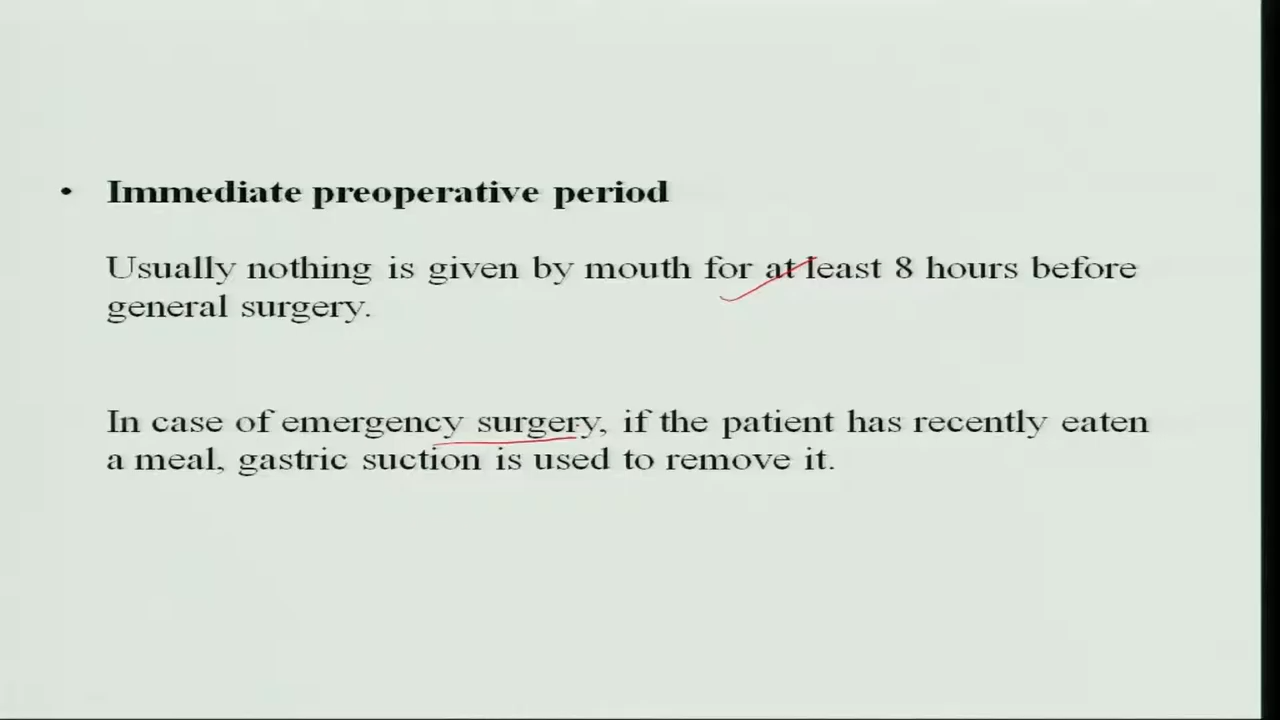 • Immediate preoperative period
Usually nothing is given by mouth for at least 8 hours before
general surgery.
In case of emergency surgery, if the patient has recently eaten
a meal, gastric suction is used to remove it.